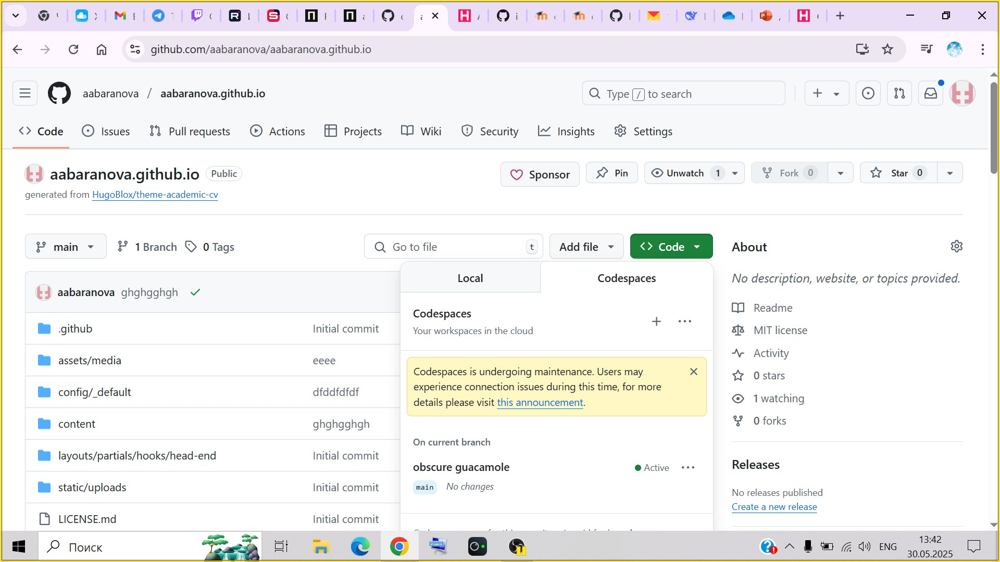 github.com/aabaranova/aabaranova.github.io
aabaranova / aabaranova.github.io
Type / to search
Code
Issues
Pull requests
Actions
Projects
Wiki
Security
Insights
Settings
aabaranova.github.io Public
generated from HugoBlox/theme-academic-cv
Sponsor
Pin
Unwatch 1
Fork 0
Star 0
main
1 Branch
0 Tags
Go to file t
Add file
Code
aabaranova ghghgghgh
.github Initial commit
assets/media eeee
config/_default dfddfdfdf
content ghghgghgh
layouts/partials/hooks/head-end Initial commit
static/uploads Initial commit
LICENSE.md Initial commit
Local
Codespaces
Codespaces
Your workspaces in the cloud
Codespaces is undergoing maintenance. Users may
experience connection issues during this time, for more
details please visit this announcement.
On current branch
obscure guacamole
Active
main No changes
About
No description, website, or topics provided.
Readme
MIT license
Activity
0 stars
1 watching
0 forks
Releases
No releases published
Create a new release
Поиск
ENG
13:42
30.05.2025